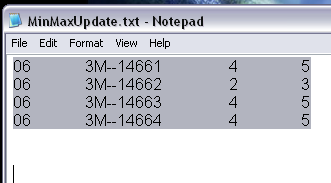 MinMaxUpdate.txt - Notepad
File Edit Format View Help
06 3M--14661 4 5
06 3M--14662 2 3
06 3M--14663 4 5
06 3M--14664 4 5